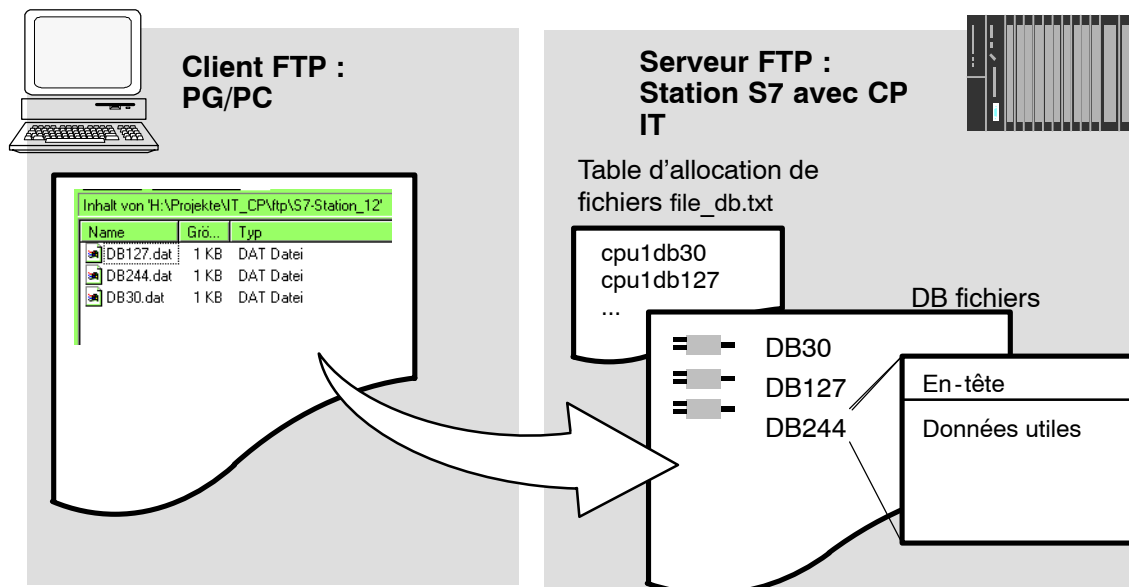 Client FTP :
PG/PC
Inhalt von 'H:\Projekte\IT_CP\ftp\S7-Station_12'
Name Grö... Typ
DB127.dat 1 KB DAT Datei
DB244.dat 1 KB DAT Datei
DB30.dat 1 KB DAT Datei
Serveur FTP :
Station S7 avec CP
IT
Table d'allocation de
fichiers file_db.txt
cpu1db30
cpu1db127
...
DB fichiers
DB30
DB127
DB244
En-tête
Données utiles